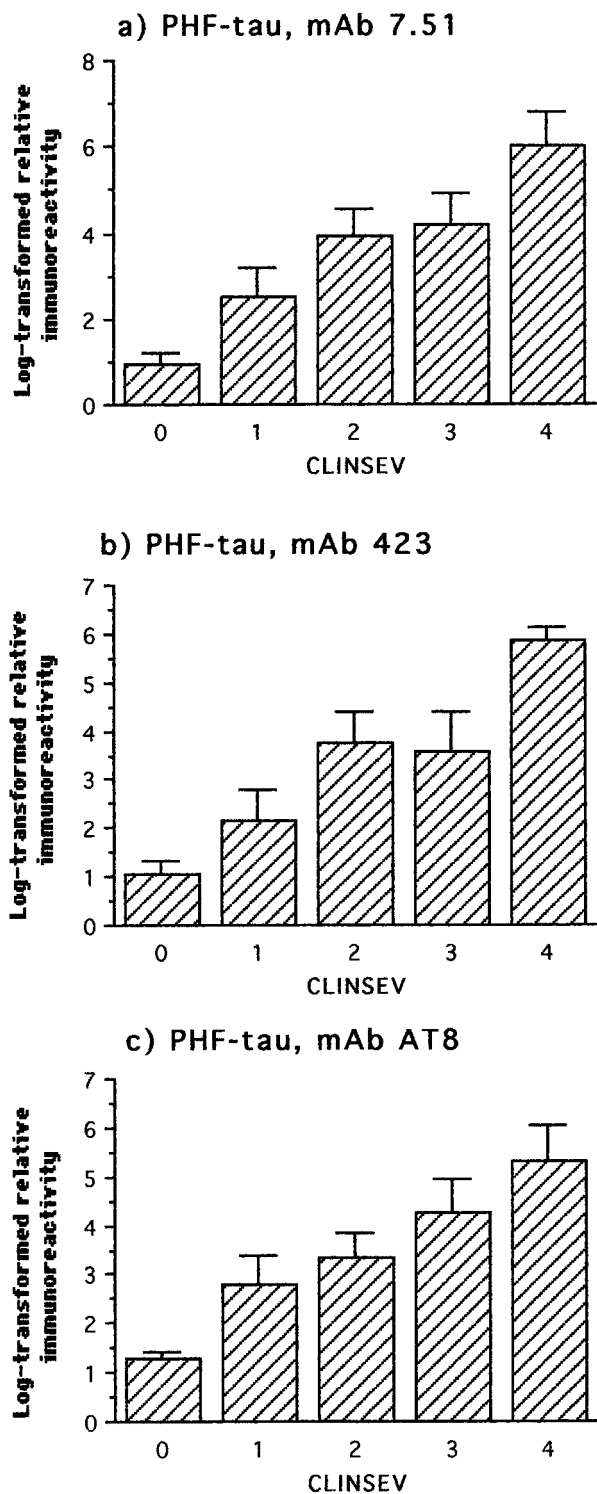 a) PHF-tau, mAb 7.51
Log-transformed relative
immunoreactivity
8
6
4
2
0
0 1 2 3 4
CLINSEV
b) PHF-tau, mAb 423
Log-transformed relative
immunoreactivity
7
6
5
4
3
2
1
0
0 1 2 3 4
CLINSEV
c) PHF-tau, mAb AT8
Log-transformed relative
immunoreactivity
7
6
5
4
3
2
1
0
0 1 2 3 4
CLINSEV